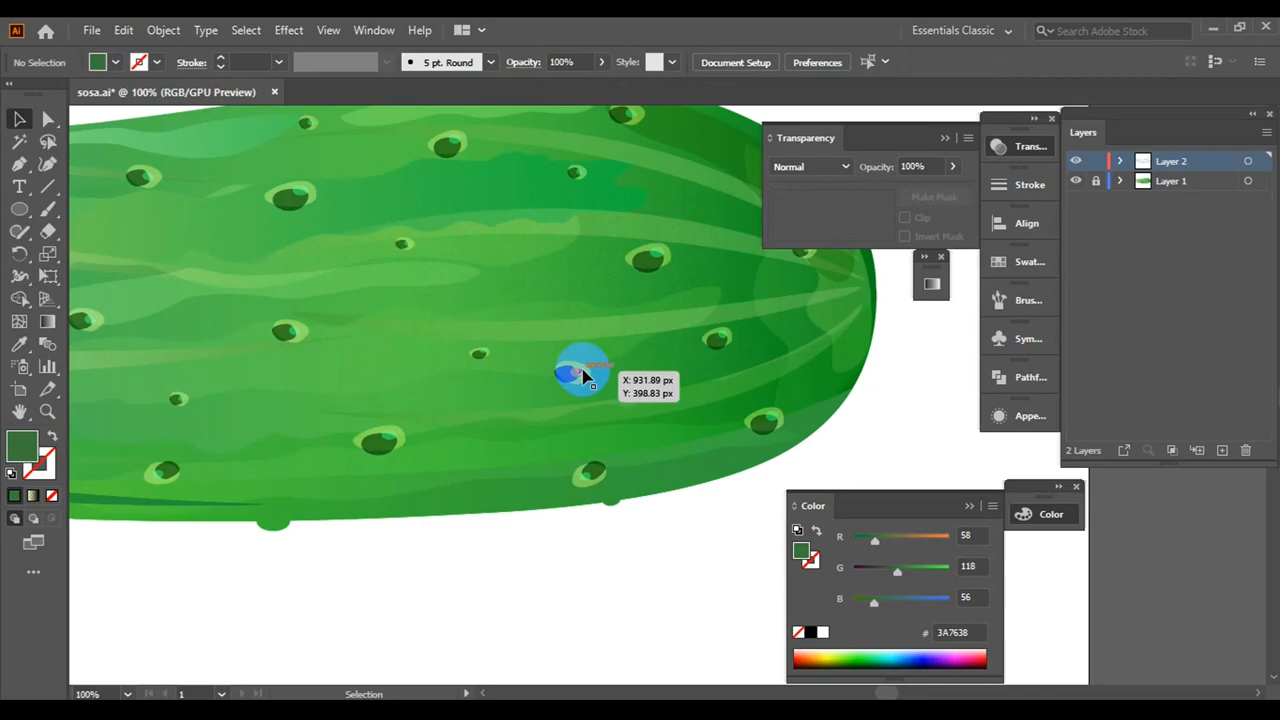 Ai File Edit Object Type Select Effect View Window Help Essentials Classic Search Adobe Stock
No Selection Stroke: 5 pt. Round Opacity: 100% Style: Document Setup Preferences
sosa.ai* @ 100% (RGB/GPU Preview)
Transparency
Normal Opacity: 100%
Make Mask
Clip
Invert Mask
Trans...
Stroke
Align
Swat...
Brus...
Sym...
Pathf...
Appe...
Layers
Layer 2
Layer 1
2 Layers
X: 931.89 px
Y: 398.83 px
Color
R 58
G 118
B 56
# 3A7638
Color
100% 1 Selection